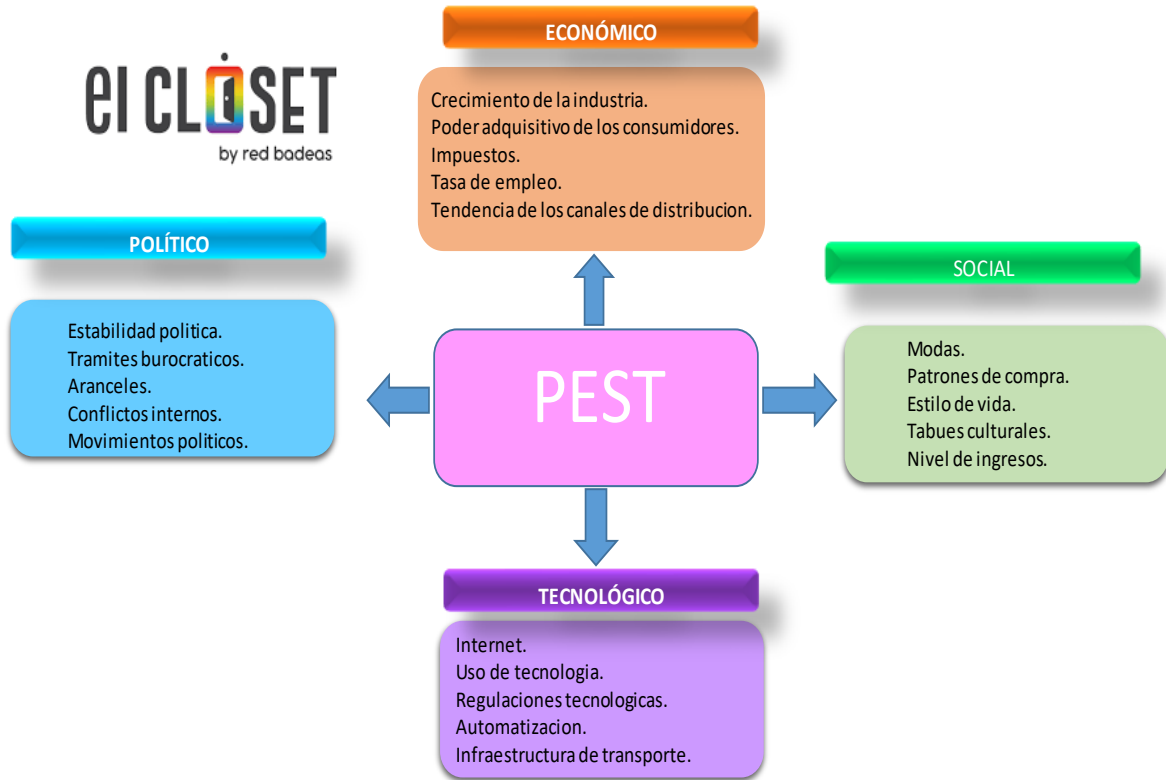 el CLOSET
by red badeas
ECONÓMICO
Crecimiento de la industria.
Poder adquisitivo de los consumidores.
Impuestos.
Tasa de empleo.
Tendencia de los canales de distribucion.
POLÍTICO
Estabilidad politica.
Tramites burocraticos.
Aranceles.
Conflictos internos.
Movimientos politicos.
PEST
SOCIAL
Modas.
Patrones de compra.
Estilo de vida.
Tabues culturales.
Nivel de ingresos.
TECNOLÓGICO
Internet.
Uso de tecnologia.
Regulaciones tecnologicas.
Automatizacion.
Infraestructura de transporte.